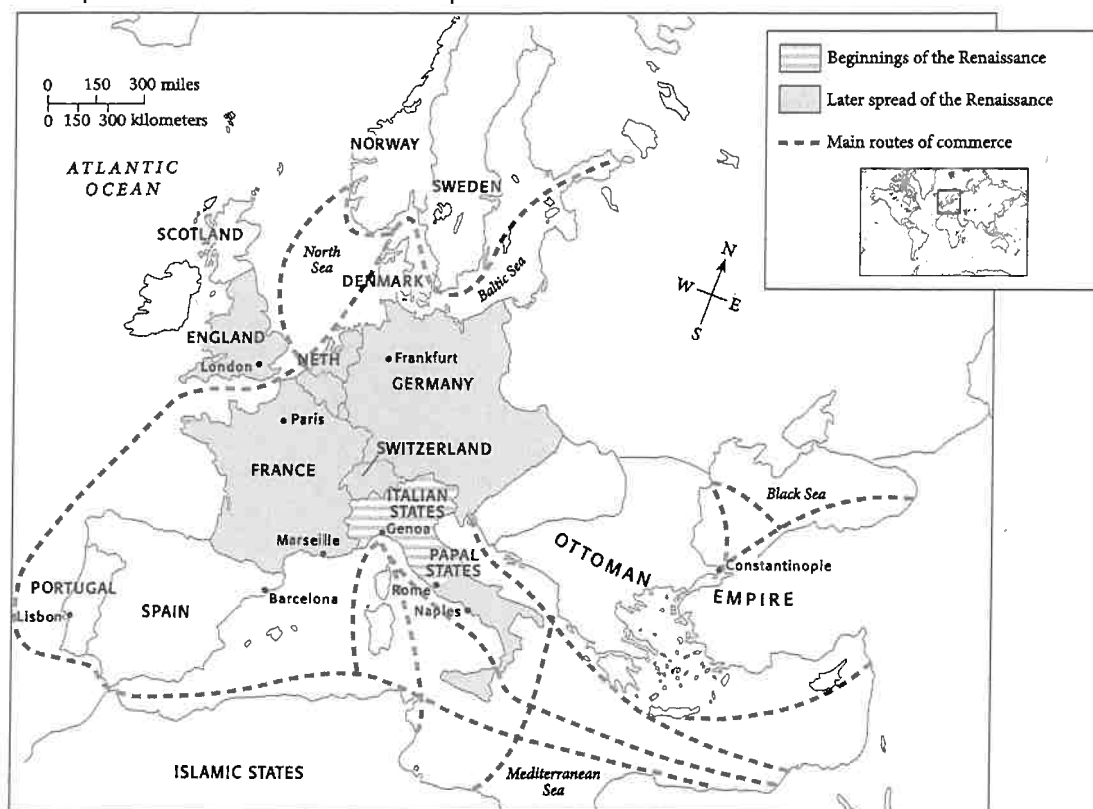 0 150 300 miles
0 150 300 kilometers
ATLANTIC
OCEAN
NORWAY
SWEDEN
SCOTLAND
North
Sea
DENMARK
Baltic Sea
ENGLAND
London
NETH
Frankfurt
GERMANY
Paris
SWITZERLAND
FRANCE
ITALIAN
STATES
Genoa
Marseille
PAPAL
STATES
Rome
Naples
Black Sea
OTTOMAN
EMPIRE
Constantinople
PORTUGAL
Lisbon
SPAIN
Barcelona
ISLAMIC STATES
Mediterranean
Sea
N
W E
S
Beginnings of the Renaissance
Later spread of the Renaissance
Main routes of commerce